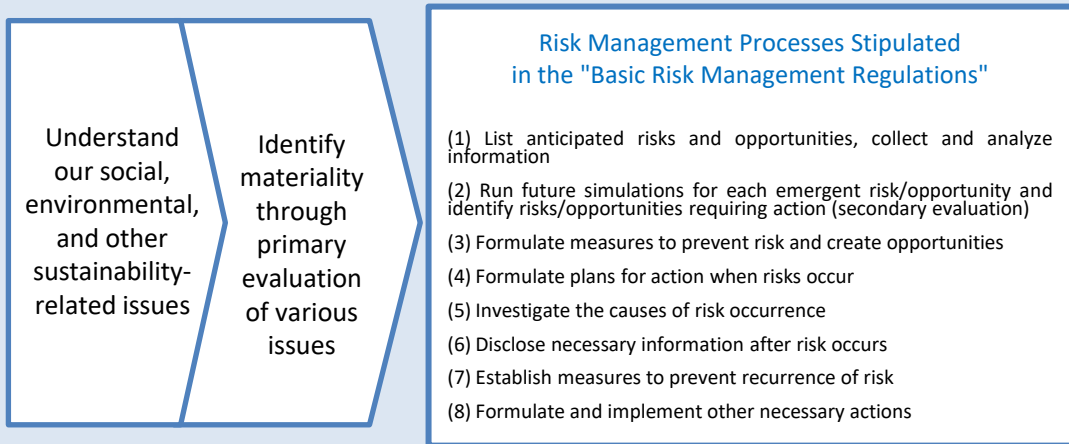 Understand
our social,
environmental,
and other
sustainability-
related issues
Identify
materiality
through
primary
evaluation
of various
issues
Risk Management Processes Stipulated
in the "Basic Risk Management Regulations"
(1) List anticipated risks and opportunities, collect and analyze
information
(2) Run future simulations for each emergent risk/opportunity and
identify risks/opportunities requiring action (secondary evaluation)
(3) Formulate measures to prevent risk and create opportunities
(4) Formulate plans for action when risks occur
(5) Investigate the causes of risk occurrence
(6) Disclose necessary information after risk occurs
(7) Establish measures to prevent recurrence of risk
(8) Formulate and implement other necessary actions